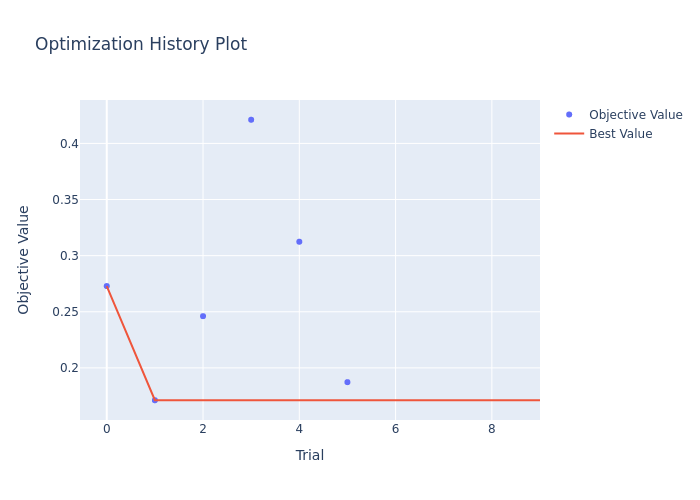 Optimization History Plot
Objective Value
Best Value
0.4
0.35
0.3
0.25
0.2
Objective Value
0 2 4 6 8
Trial